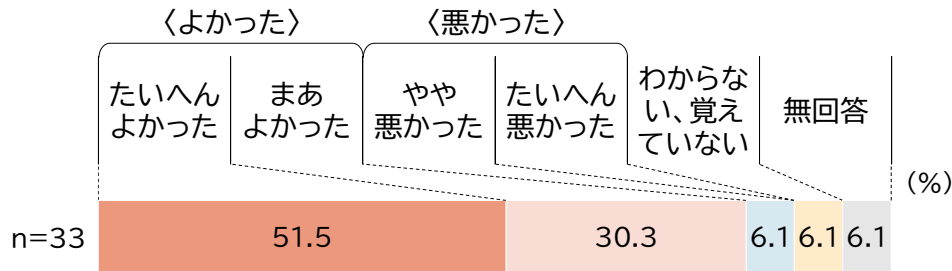 〈よかった〉 〈悪かった〉
たいへん
よかった
まあ
よかった
やや
悪かった
たいへん
悪かった
わからな
い、覚え
ていない
無回答
(%)
n=33 51.5 30.3 6.1 6.1 6.1